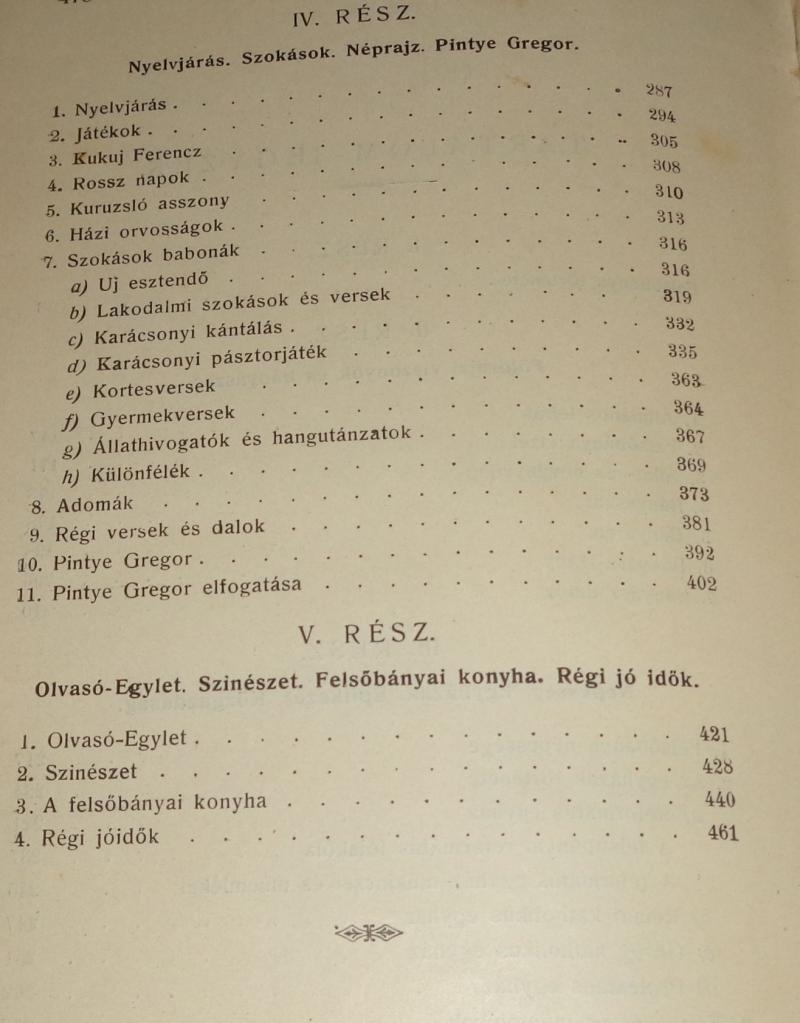 IV. RÉSZ.
Nyelvjárás. Szokások. Néprajz. Pintye Gregor.
1. Nyelvjárás . . . . . . . . . . . . . . 287
2. Játékok . . . . . . . . . . . . . . . 294
3. Kukuj Ferencz . . . . . . . . . . . . . 305
4. Rossz napok . . . . . . . . . . . . . . 308
5. Kuruzsló asszony . . . . . . . . . . . . 310
6. Házi orvosságok . . . . . . . . . . . . . 313
7. Szokások babonák . . . . . . . . . . . . 316
a) Uj esztendő . . . . . . . . . . . . . 316
b) Lakodalmi szokások és versek . . . . . . . 319
c) Karácsonyi kántálás . . . . . . . . . . . 332
d) Karácsonyi pásztorjáték . . . . . . . . . 335
e) Kortesversek . . . . . . . . . . . . . 363
f) Gyermekversek . . . . . . . . . . . . . 364
g) Állathivogatók és hangutánzatok . . . . . . . 367
h) Különfélék . . . . . . . . . . . . . . 369
8. Adomák . . . . . . . . . . . . . . . 373
9. Régi versek és dalok . . . . . . . . . . . 381
10. Pintye Gregor . . . . . . . . . . . . . . 392
11. Pintye Gregor elfogatása . . . . . . . . . . 402
V. RÉSZ.
Olvasó-Egylet. Szinészet. Felsőbányai konyha. Régi jó idők.
1. Olvasó-Egylet . . . . . . . . . . . . . . 421
2. Szinészet . . . . . . . . . . . . . . . 428
3. A felsőbányai konyha . . . . . . . . . . . 440
4. Régi jóidők . . . . . . . . . . . . . . 461